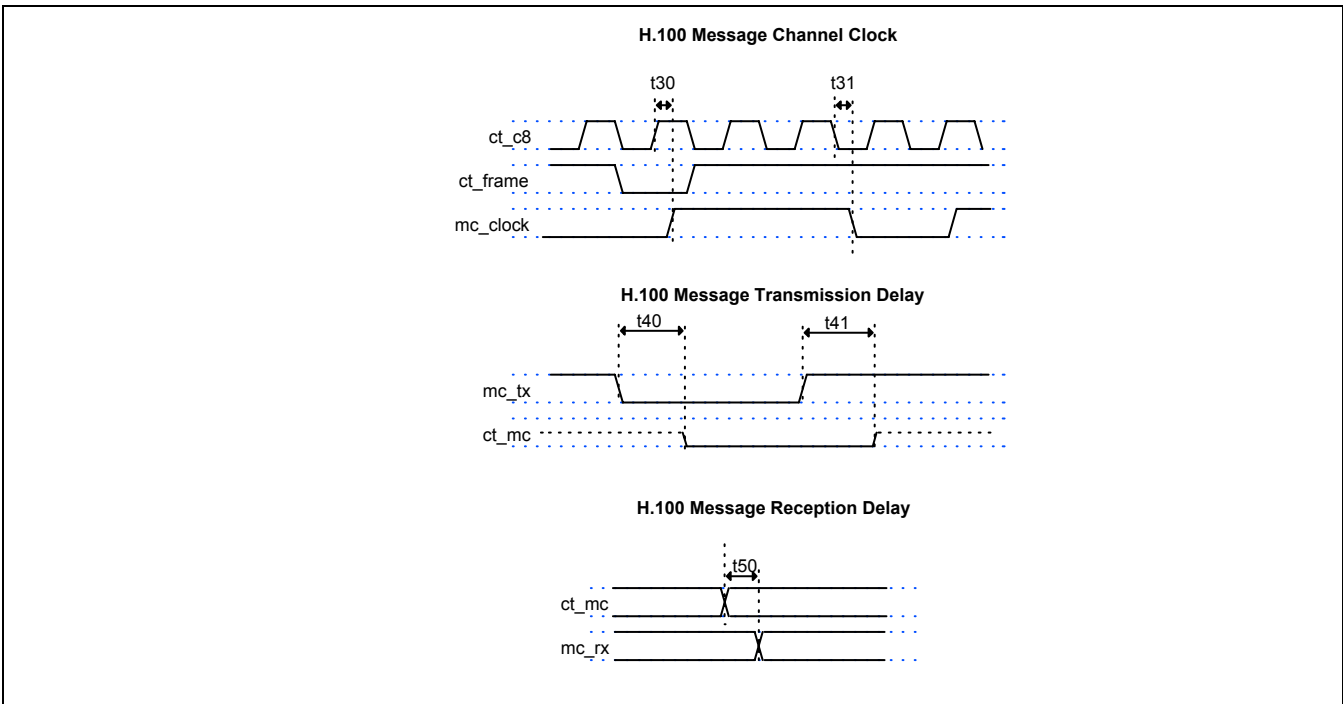 H.100 Message Channel Clock
t30 t31
ct_c8
ct_frame
mc_clock
H.100 Message Transmission Delay
t40 t41
mc_tx
ct_mc
H.100 Message Reception Delay
t50
ct_mc
mc_rx